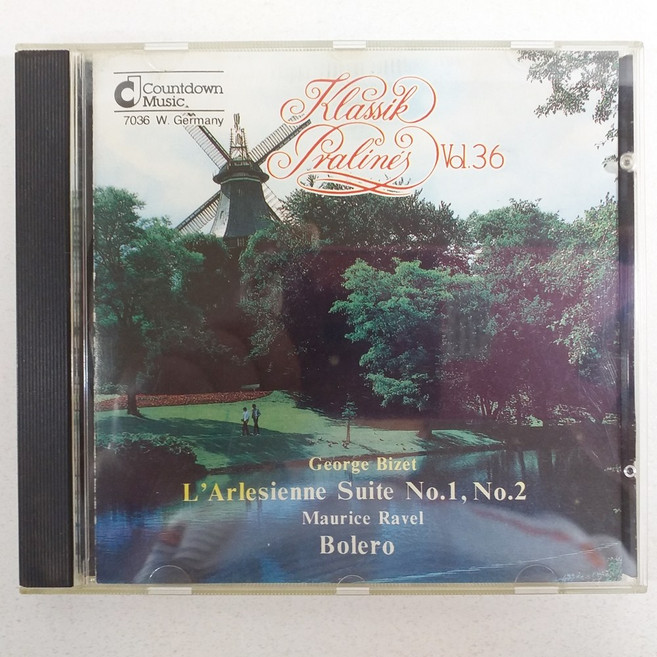 Countdown
Music
7036 W. Germany
Klassik
Pralinés Vol.36
George Bizet
L'Arlesienne Suite No.1, No.2
Maurice Ravel
Bolero